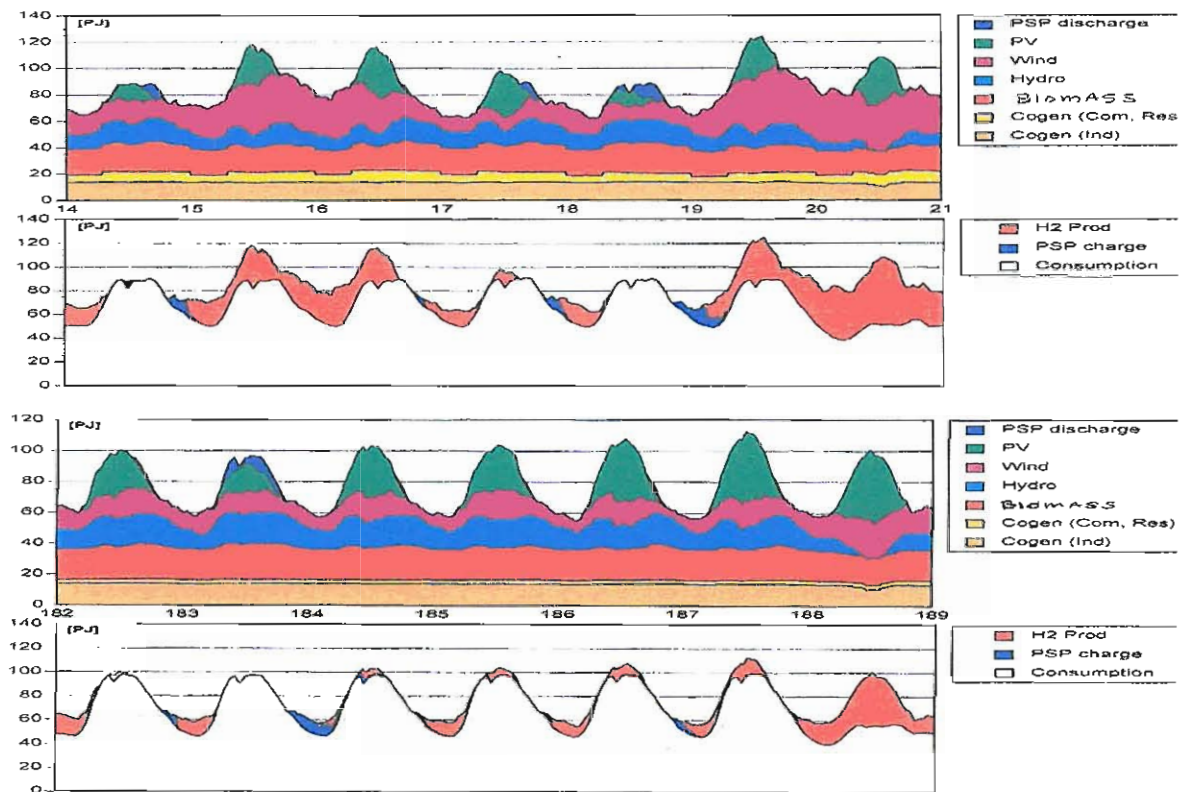 140
[PJ]
120
100
80
60
40
20
0
14 15 16 17 18 19 20 21
PSP discharge
PV
Wind
Hydro
BiomASS
Cogen (Com, Res
Cogen (Ind)
140
[PJ]
120
100
80
60
40
20
0
H2 Prod
PSP charge
Consumption
120
[PJ]
100
80
60
40
20
0
182 183 184 185 186 187 188 189
PSP discharge
PV
Wind
Hydro
BiomASS
Cogen (Com, Res)
Cogen (Ind)
140
[PJ]
120
100
80
60
40
20
0
H2 Prod
PSP charge
Consumption